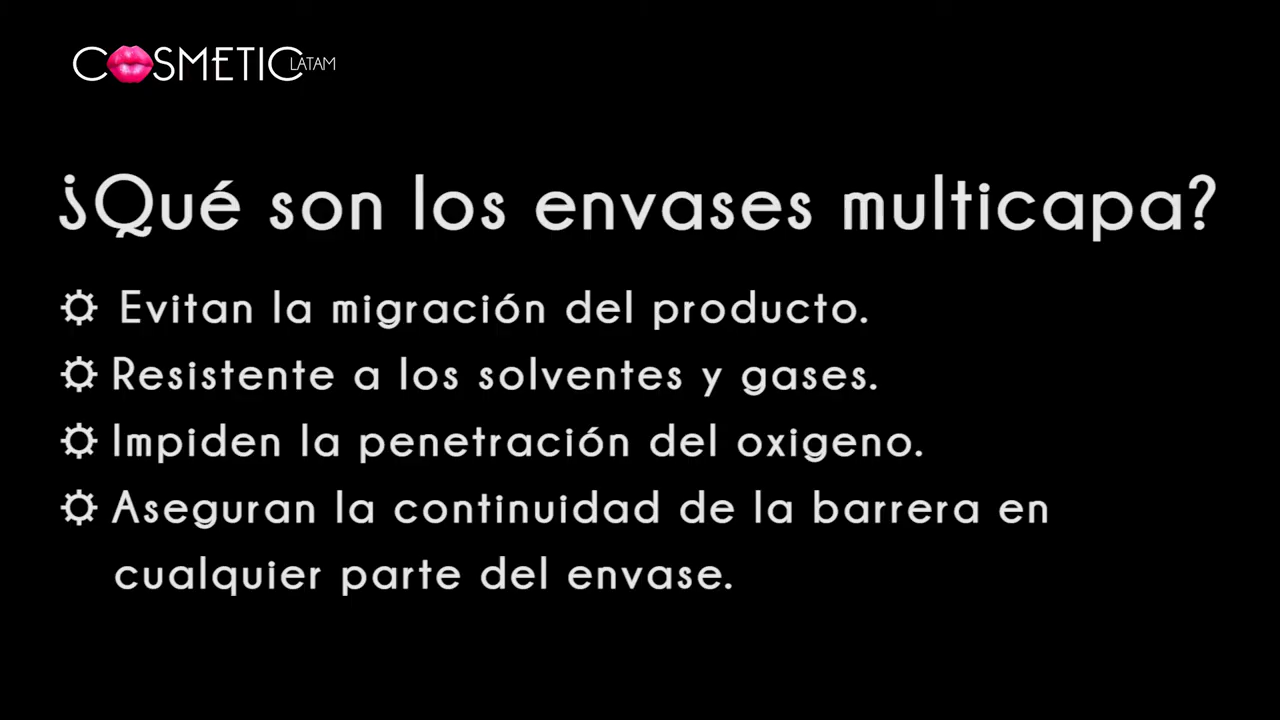 COSMETIC LATAM
¿Qué son los envases multicapa?
Evitan la migración del producto.
Resistente a los solventes y gases.
Impiden la penetración del oxigeno.
Aseguran la continuidad de la barrera en
cualquier parte del envase.